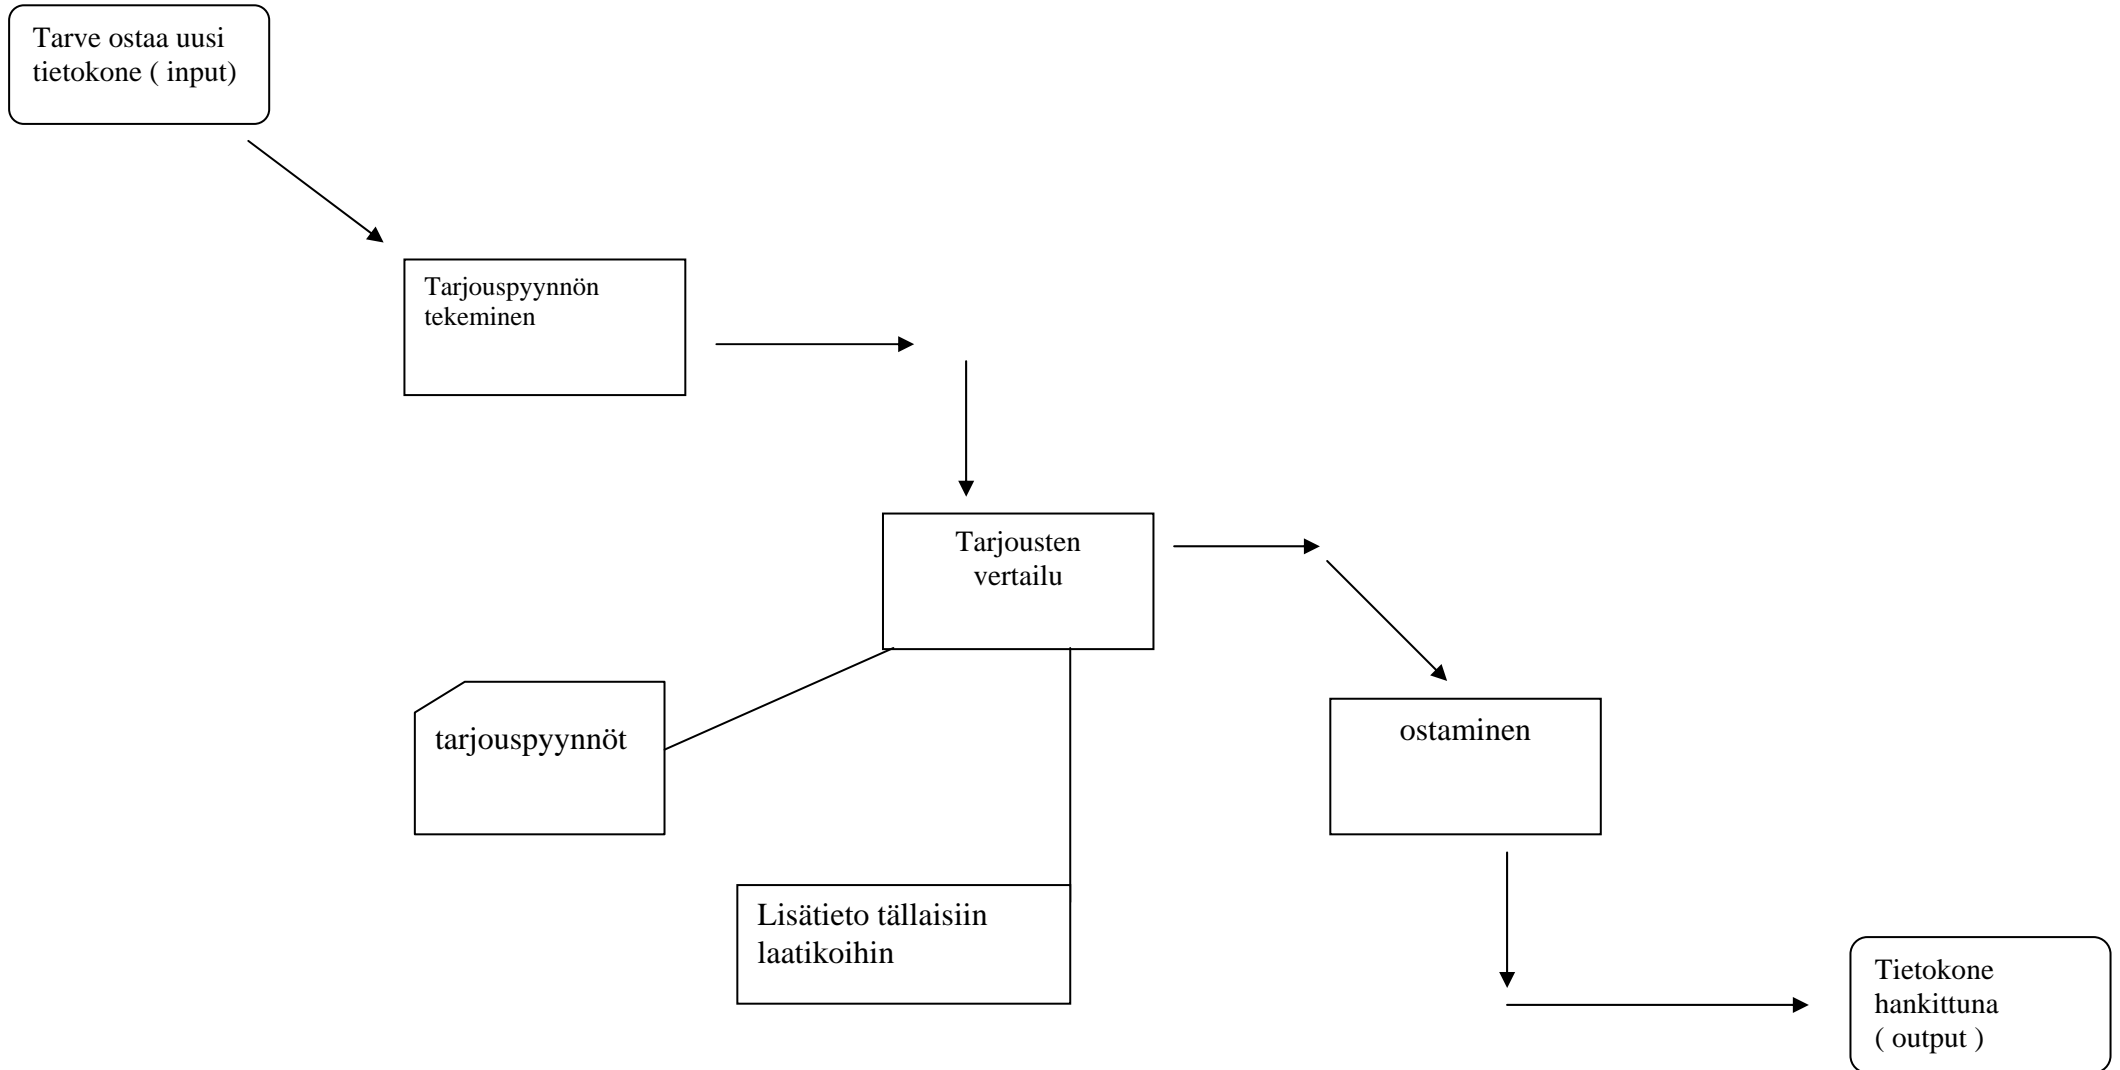 Tarve ostaa uusi
tietokone ( input)
Tarjouspyynnön
tekeminen
Tarjousten
vertailu
tarjouspyynnöt
ostaminen
Lisätieto tällaisiin
laatikoihin
Tietokone
hankittuna
( output )